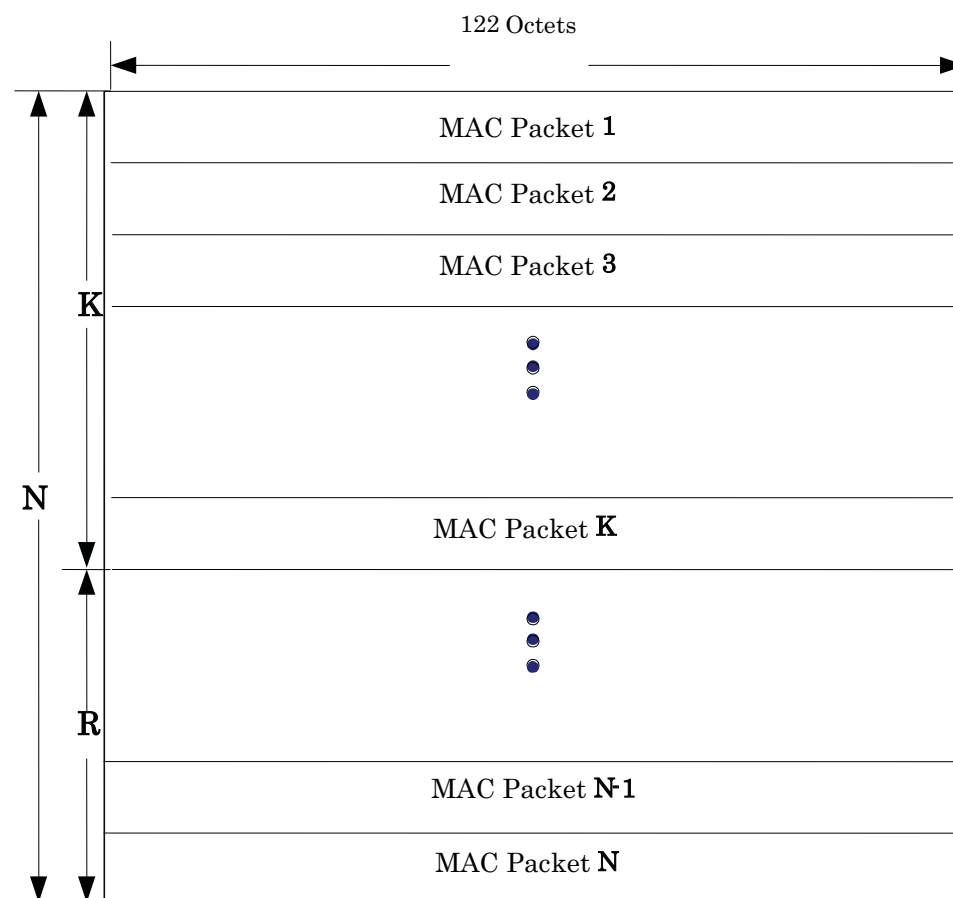 122 Octets
MAC Packet 1
MAC Packet 2
MAC Packet 3
K
N
MAC Packet K
R
MAC Packet N-1
MAC Packet N